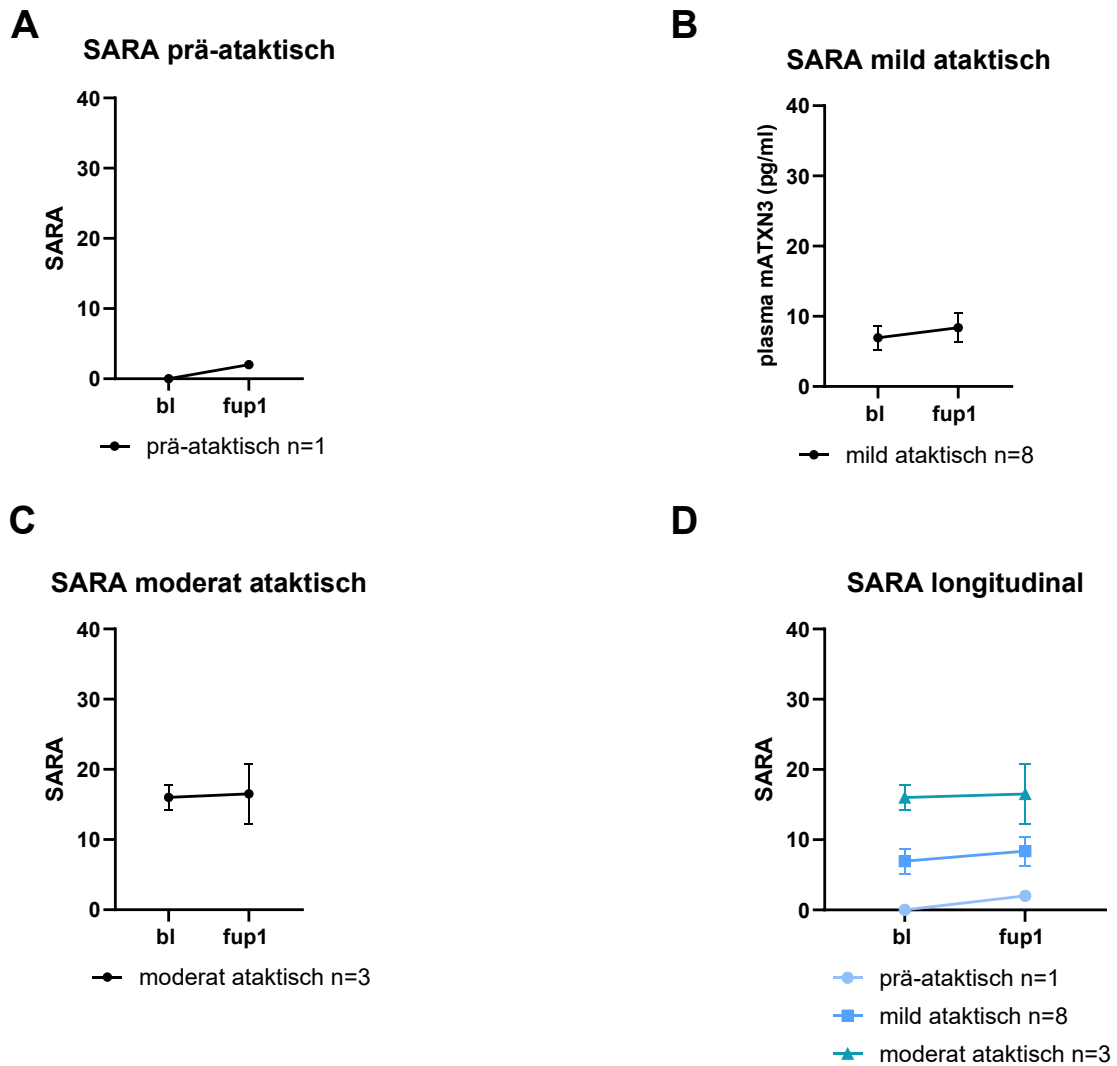 A
SARA prä-ataktisch
40
30
20
10
0
SARA
bl fup1
prä-ataktisch n=1
B
SARA mild ataktisch
40
30
20
10
0
plasma mATXN3 (pg/ml)
bl fup1
mild ataktisch n=8
C
SARA moderat ataktisch
40
30
20
10
0
SARA
bl fup1
moderat ataktisch n=3
D
SARA longitudinal
40
30
20
10
0
SARA
bl fup1
prä-ataktisch n=1
mild ataktisch n=8
moderat ataktisch n=3